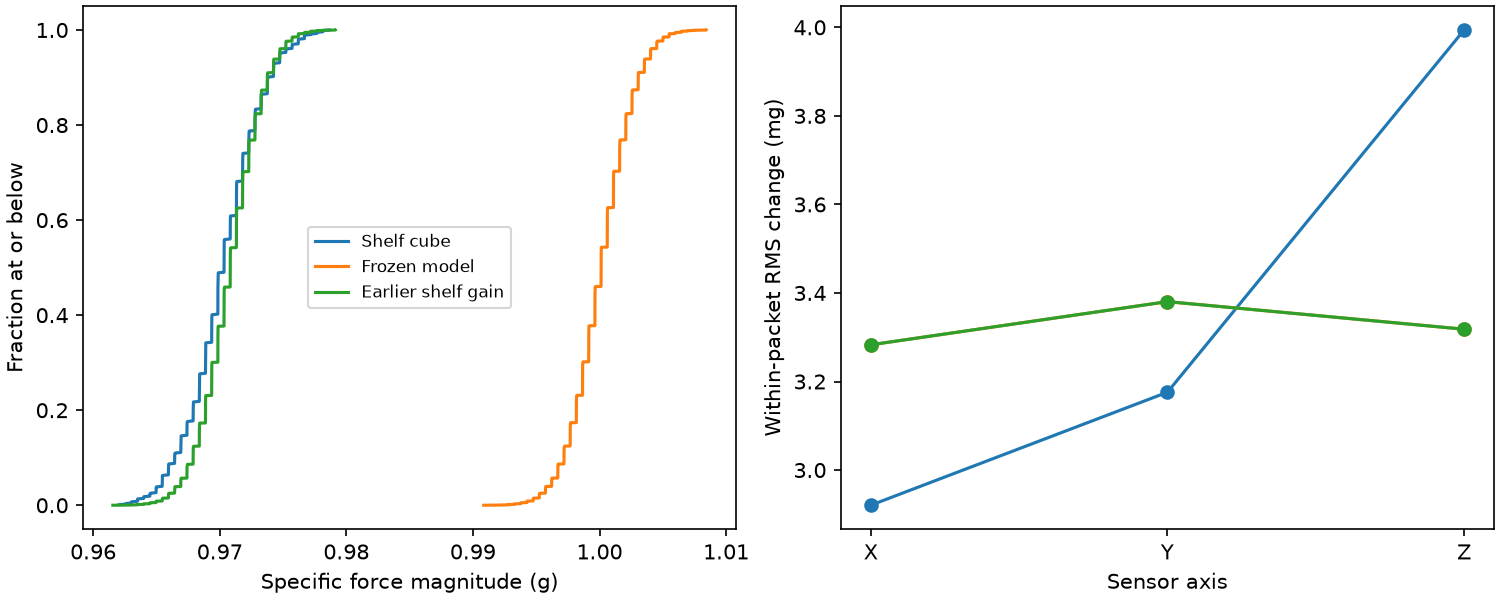 1.0
0.8
0.6
0.4
0.2
0.0
Fraction at or below
Shelf cube
Frozen model
Earlier shelf gain
0.96 0.97 0.98 0.99 1.00 1.01
Specific force magnitude (g)
4.0
3.8
3.6
3.4
3.2
3.0
Within-packet RMS change (mg)
X Y Z
Sensor axis